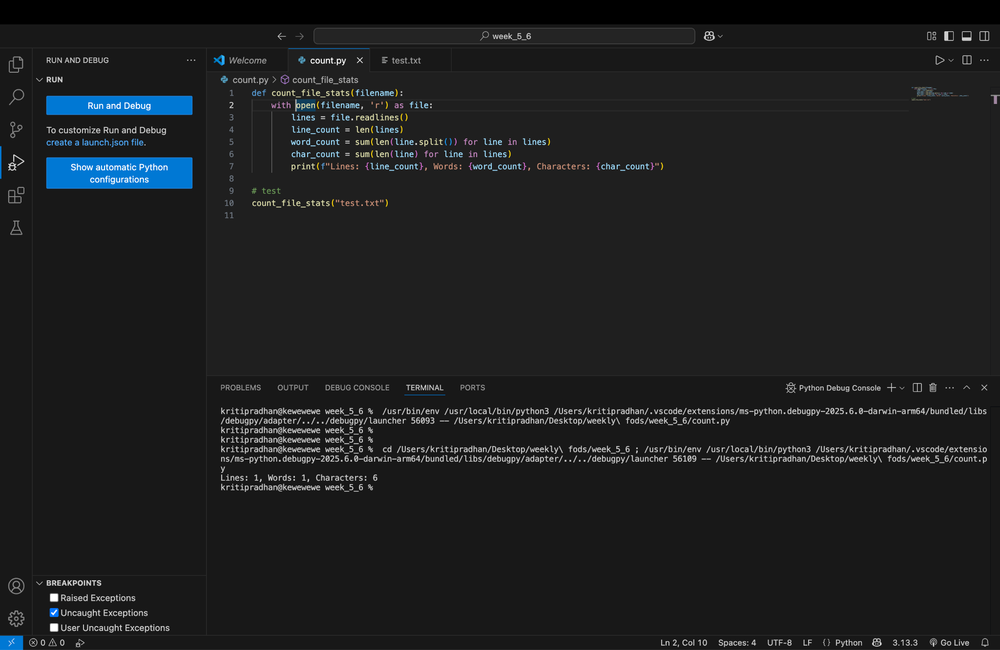 week_5_6
RUN AND DEBUG
Welcome
count.py
test.txt
RUN
count.py > count_file_stats
Run and Debug
To customize Run and Debug
create a launch.json file.
Show automatic Python
configurations
1 def count_file_stats(filename):
2 with open(filename, 'r') as file:
3 lines = file.readlines()
4 line_count = len(lines)
5 word_count = sum(len(line.split()) for line in lines)
6 char_count = sum(len(line) for line in lines)
7 print(f"Lines: {line_count}, Words: {word_count}, Characters: {char_count}")
8
9 # test
10 count_file_stats("test.txt")
11
PROBLEMS OUTPUT DEBUG CONSOLE TERMINAL PORTS
Python Debug Console
kritipradhan@kewewewe week_5_6 % /usr/bin/env /usr/local/bin/python3 /Users/kritipradhan/.vscode/extensions/ms-python.debugpy-2025.6.0-darwin-arm64/bundled/libs
/debugpy/adapter/../../debugpy/launcher 56093 -- /Users/kritipradhan/Desktop/weekly\ fods/week_5_6/count.py
kritipradhan@kewewewe week_5_6 %
kritipradhan@kewewewe week_5_6 %
kritipradhan@kewewewe week_5_6 % cd /Users/kritipradhan/Desktop/weekly\ fods/week_5_6 ; /usr/bin/env /usr/local/bin/python3 /Users/kritipradhan/.vscode/extensio
ns/ms-python.debugpy-2025.6.0-darwin-arm64/bundled/libs/debugpy/adapter/../../debugpy/launcher 56109 -- /Users/kritipradhan/Desktop/weekly\ fods/week_5_6/count.p
y
Lines: 1, Words: 1, Characters: 6
kritipradhan@kewewewe week_5_6 %
BREAKPOINTS
Raised Exceptions
Uncaught Exceptions
User Uncaught Exceptions
0 0
Ln 2, Col 10 Spaces: 4 UTF-8 LF {} Python 3.13.3 Go Live